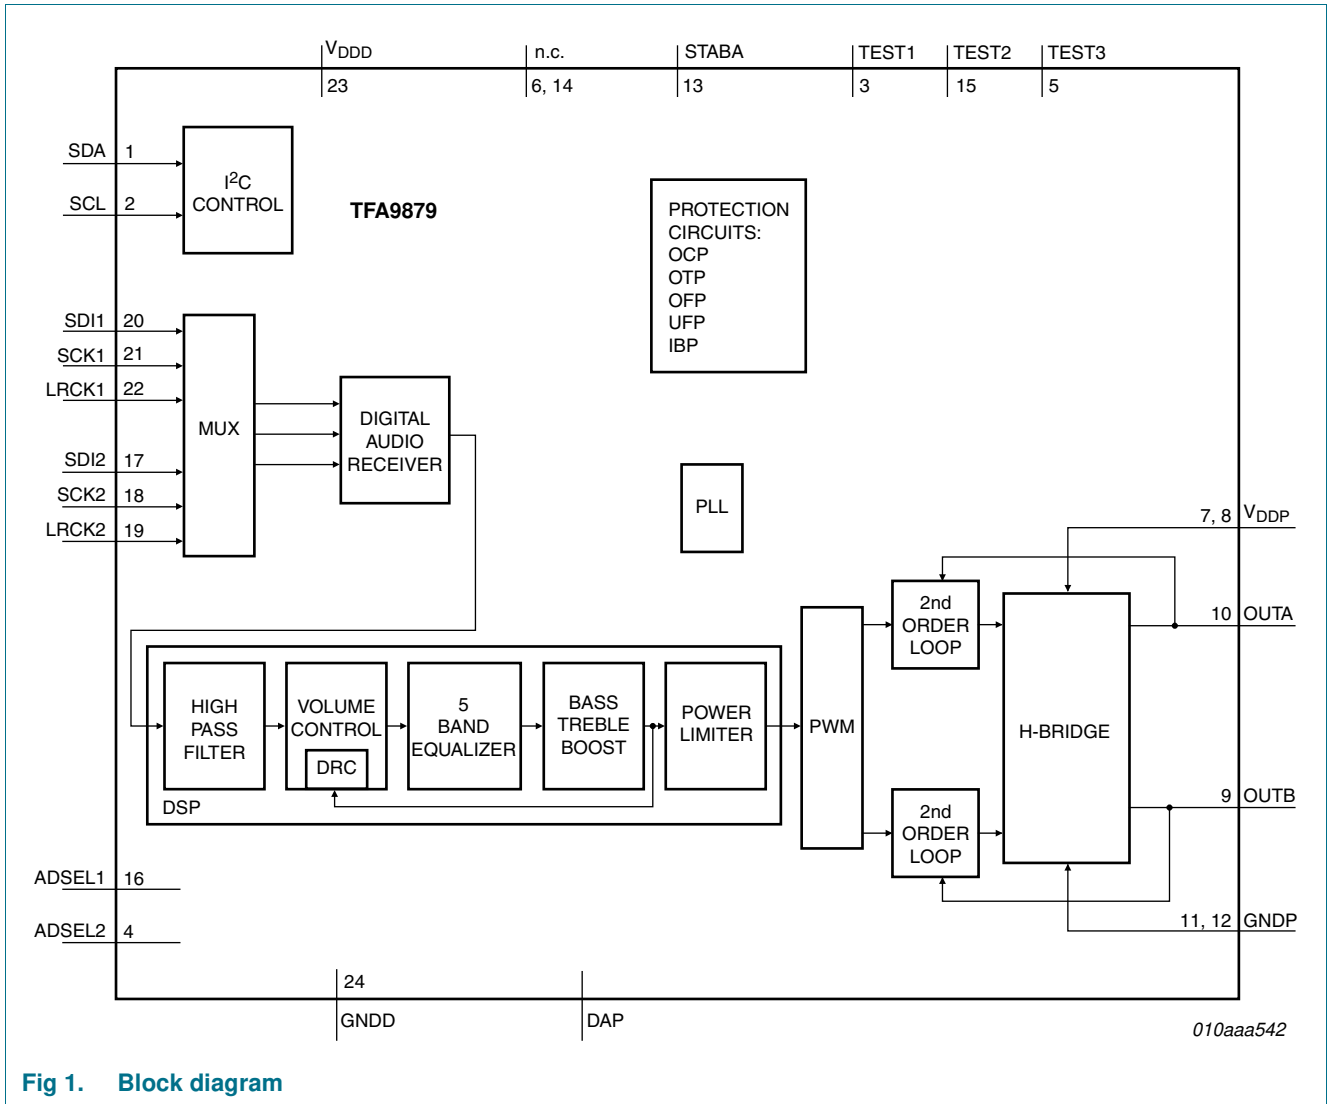 VDDD
n.c.
STABA
TEST1
TEST2
TEST3
23
6, 14
13
3
15
5
SDA 1
SCL 2
I2C
CONTROL
TFA9879
PROTECTION
CIRCUITS:
OCP
OTP
OFP
UFP
IBP
SDI1 20
SCK1 21
LRCK1 22
SDI2 17
SCK2 18
LRCK2 19
MUX
DIGITAL
AUDIO
RECEIVER
PLL
7, 8 VDDP
10 OUTA
9 OUTB
11, 12 GNDP
HIGH
PASS
FILTER
VOLUME
CONTROL
DRC
5
BAND
EQUALIZER
BASS
TREBLE
BOOST
POWER
LIMITER
DSP
PWM
2nd
ORDER
LOOP
2nd
ORDER
LOOP
H-BRIDGE
ADSEL1 16
ADSEL2 4
24
GNDD
DAP
010aaa542
Fig 1. Block diagram